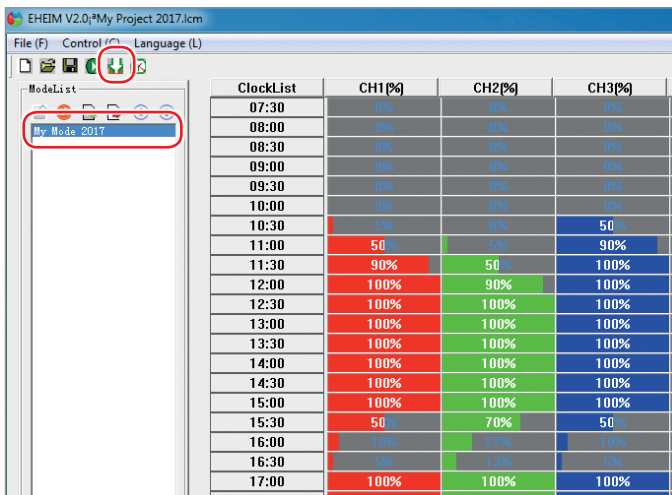 EHEIM V2.0;ªMy Project 2017.lcm
File (F) Control (C) Language (L)
ModeList
My Mode 2017
ClockList CH1(%) CH2(%) CH3(%)
07:30 0% 0% 0%
08:00 0% 0% 0%
08:30 0% 0% 0%
09:00 0% 0% 0%
09:30 0% 0% 0%
10:00 0% 0% 0%
10:30 5% 0% 50%
11:00 50% 5% 90%
11:30 90% 50% 100%
12:00 100% 90% 100%
12:30 100% 100% 100%
13:00 100% 100% 100%
13:30 100% 100% 100%
14:00 100% 100% 100%
14:30 100% 100% 100%
15:00 100% 100% 100%
15:30 50% 70% 50%
16:00 10% 27% 10%
16:30 5% 13% 5%
17:00 100% 100% 100%